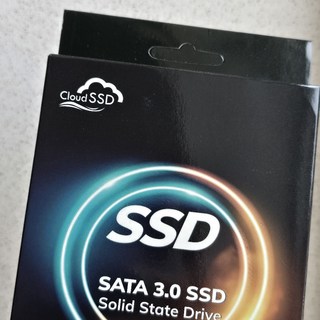 Cloud SSD
SSD
SATA 3.0 SSD
Solid State Drive